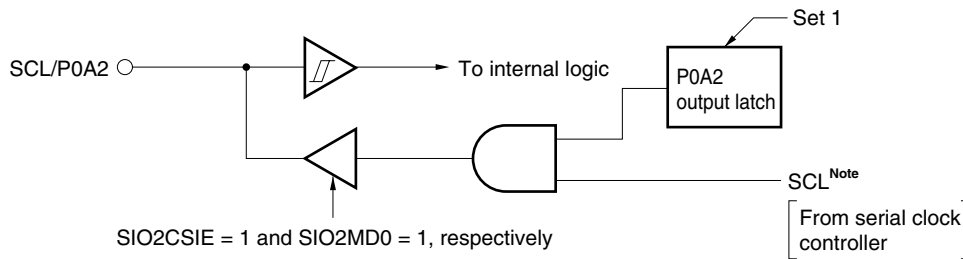 Set 1
SCL/P0A2
To internal logic
P0A2
output latch
SCL Note
From serial clock
controller
SIO2CSIE = 1 and SIO2MD0 = 1, respectively